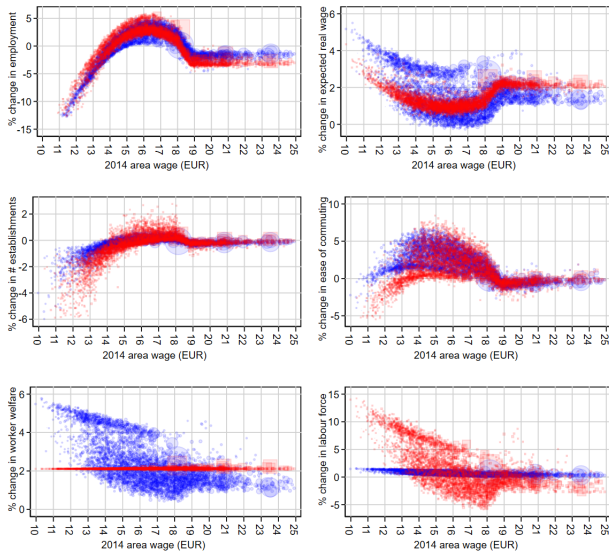 % change in employment
5
0
-5
-10
-15
10 11 12 13 14 15 16 17 18 19 20 21 22 23 24 25
2014 area wage (EUR)
% change in expected real wage
6
4
2
0
10 11 12 13 14 15 16 17 18 19 20 21 22 23 24 25
2014 area wage (EUR)
% change in # establishments
2
0
-2
-4
-6
10 11 12 13 14 15 16 17 18 19 20 21 22 23 24 25
2014 area wage (EUR)
% change in ease of commuting
10
5
0
-5
10 11 12 13 14 15 16 17 18 19 20 21 22 23 24 25
2014 area wage (EUR)
% change in worker welfare
6
4
2
0
10 11 12 13 14 15 16 17 18 19 20 21 22 23 24 25
2014 area wage (EUR)
% change in labour force
15
10
5
0
-5
10 11 12 13 14 15 16 17 18 19 20 21 22 23 24 25
2014 area wage (EUR)